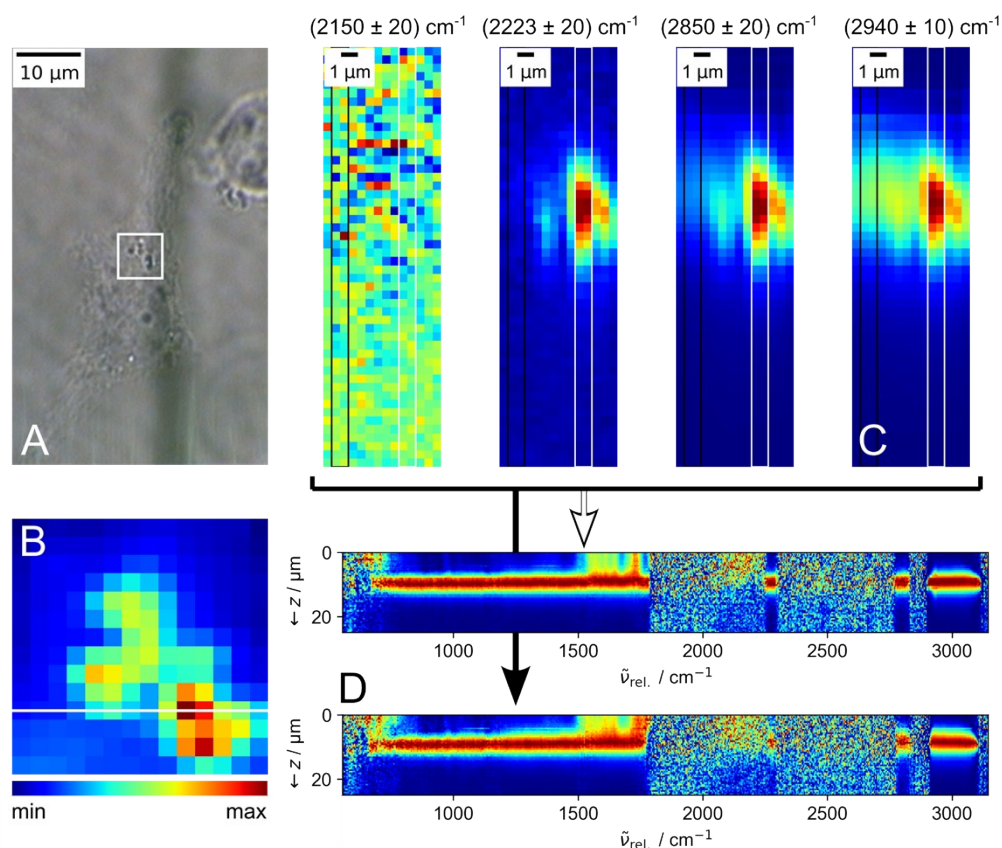 (2150 ± 20) cm⁻¹ (2223 ± 20) cm⁻¹ (2850 ± 20) cm⁻¹ (2940 ± 10) cm⁻¹
10 µm
1 µm
1 µm
1 µm
1 µm
A
C
B
min max
0
20
← z / µm
1000 1500 2000 2500 3000
ν̃rel. / cm⁻¹
D
0
20
← z / µm
1000 1500 2000 2500 3000
ν̃rel. / cm⁻¹